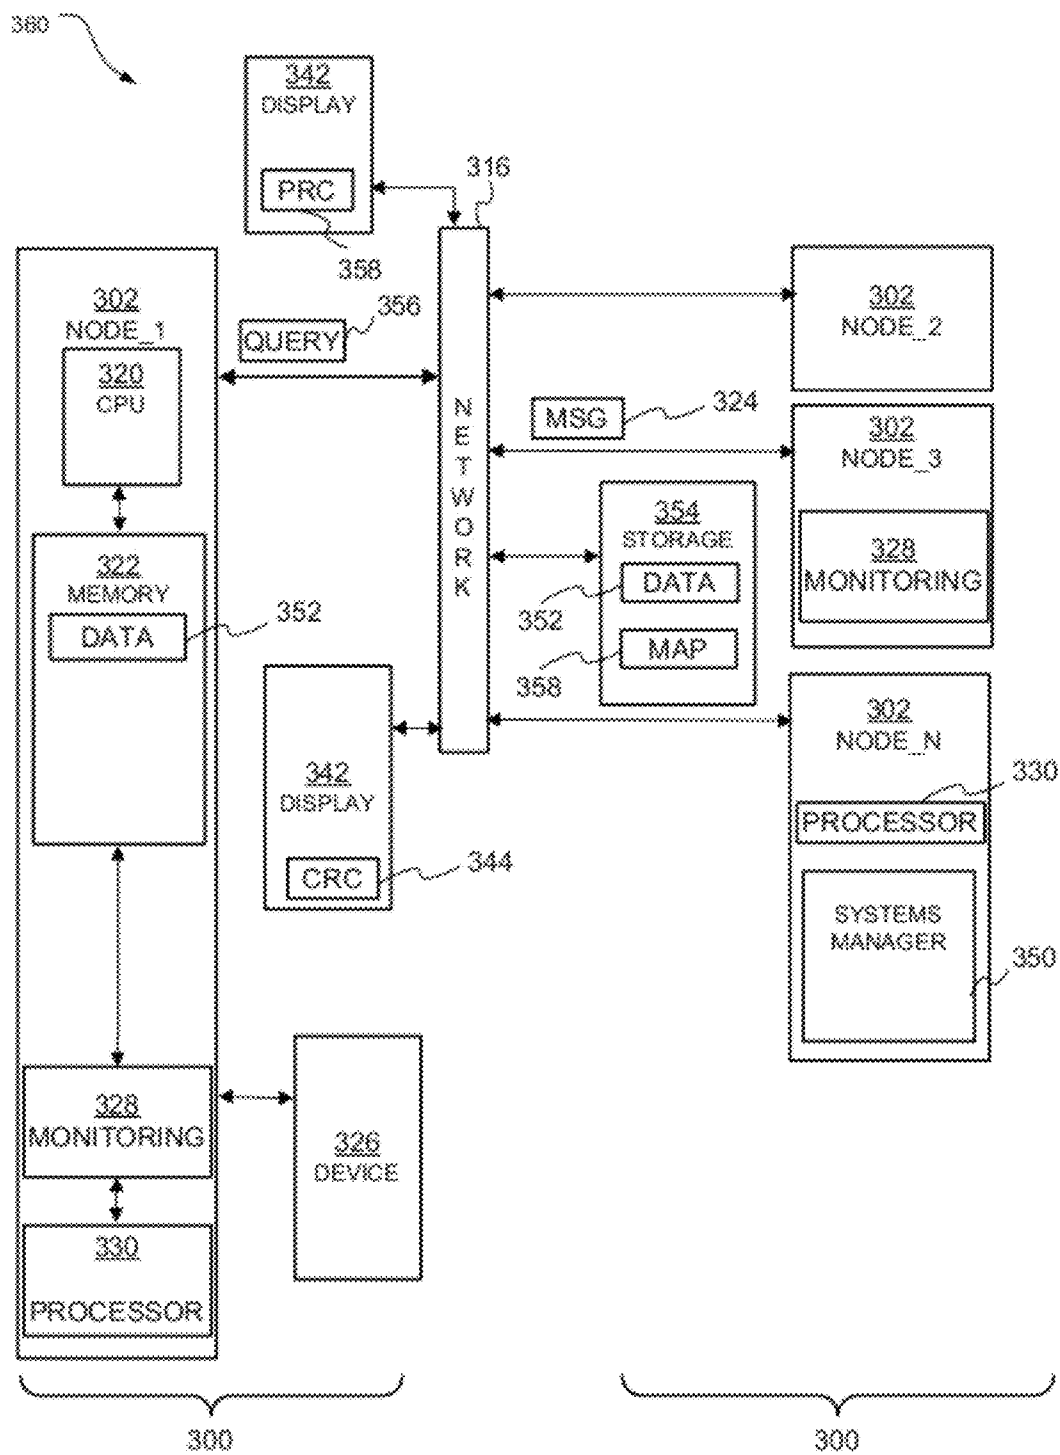 360
342
DISPLAY
PRC
358
316
302
NODE_1
320
CPU
322
MEMORY
DATA
352
QUERY
356
NETWORK
302
NODE_2
MSG
324
302
NODE_3
328
MONITORING
354
STORAGE
DATA
352
MAP
358
342
DISPLAY
CRC
344
302
NODE_N
330
PROCESSOR
SYSTEMS
MANAGER
350
328
MONITORING
330
PROCESSOR
326
DEVICE
300
300